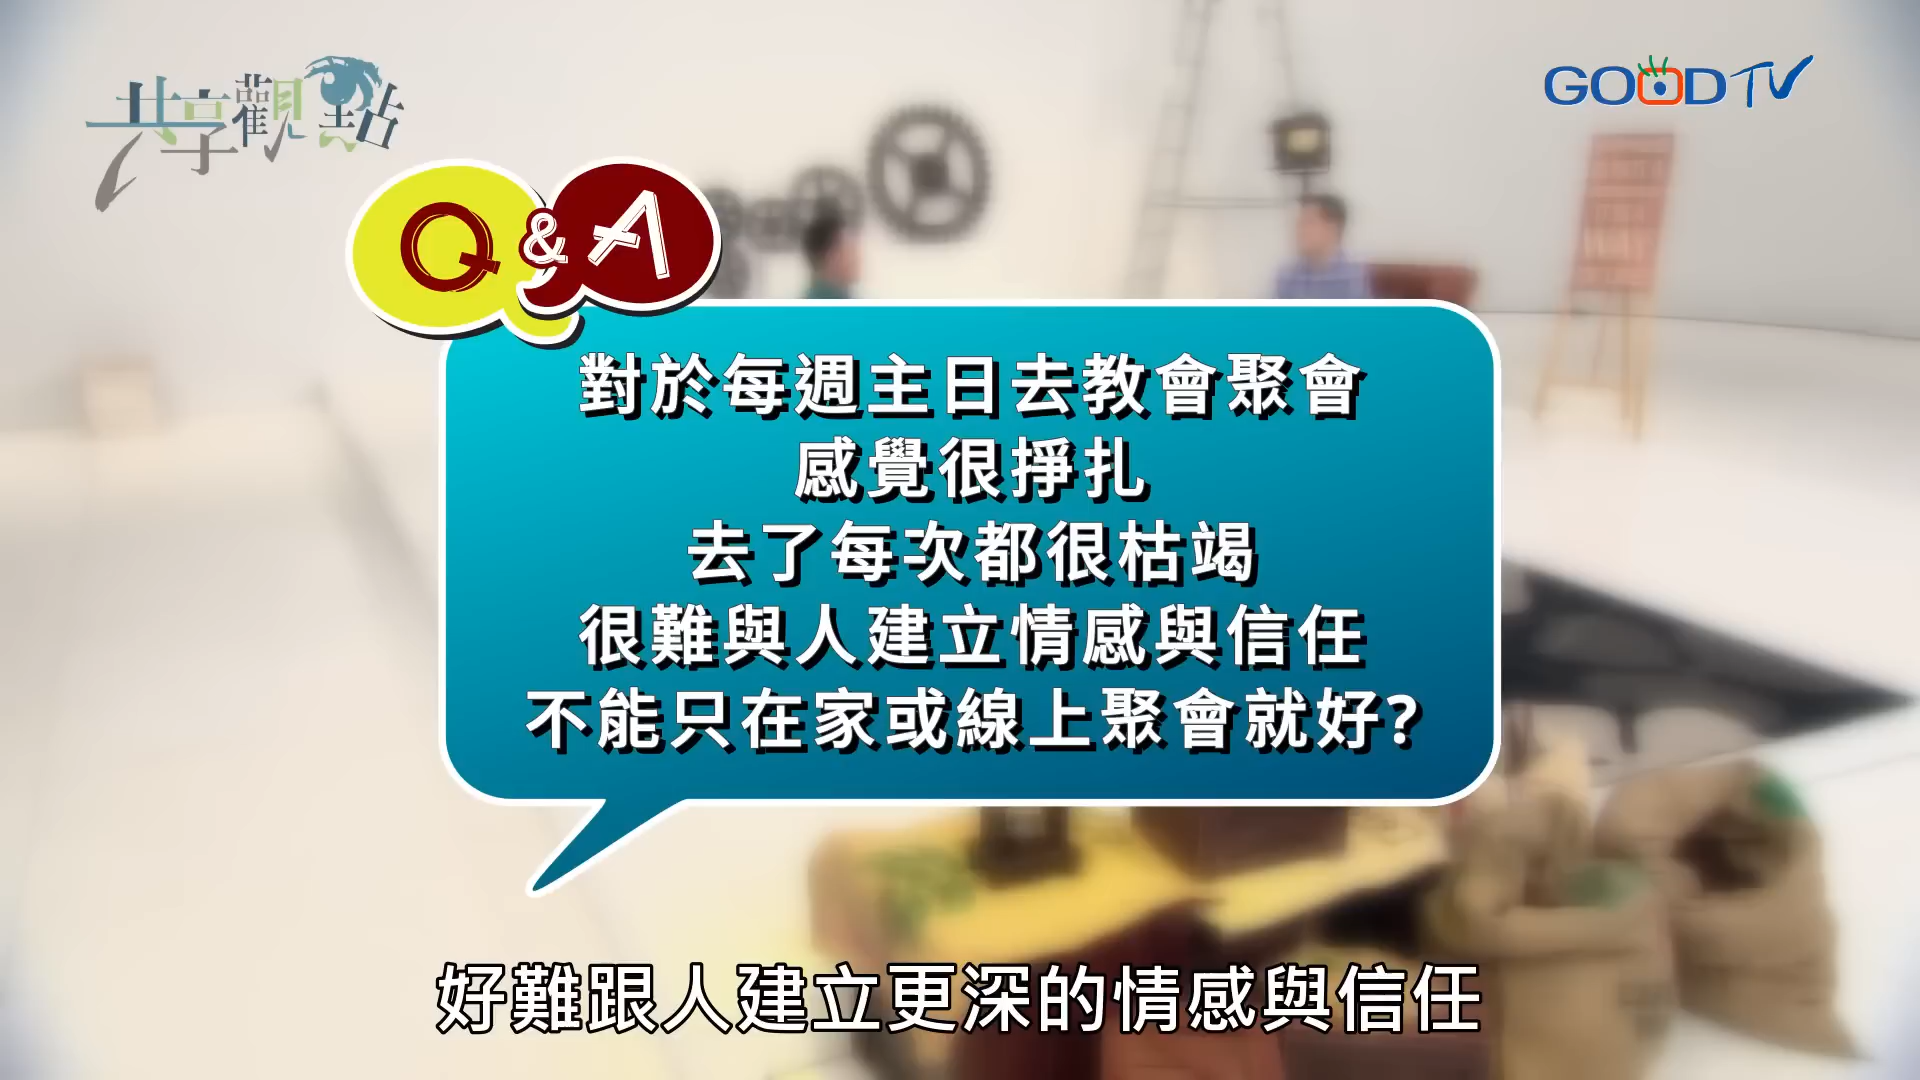 共享觀點
GOODTV
Q&A
對於每週主日去教會聚會
感覺很掙扎
去了每次都很枯竭
很難與人建立情感與信任
不能只在家或線上聚會就好？
好難跟人建立更深的情感與信任